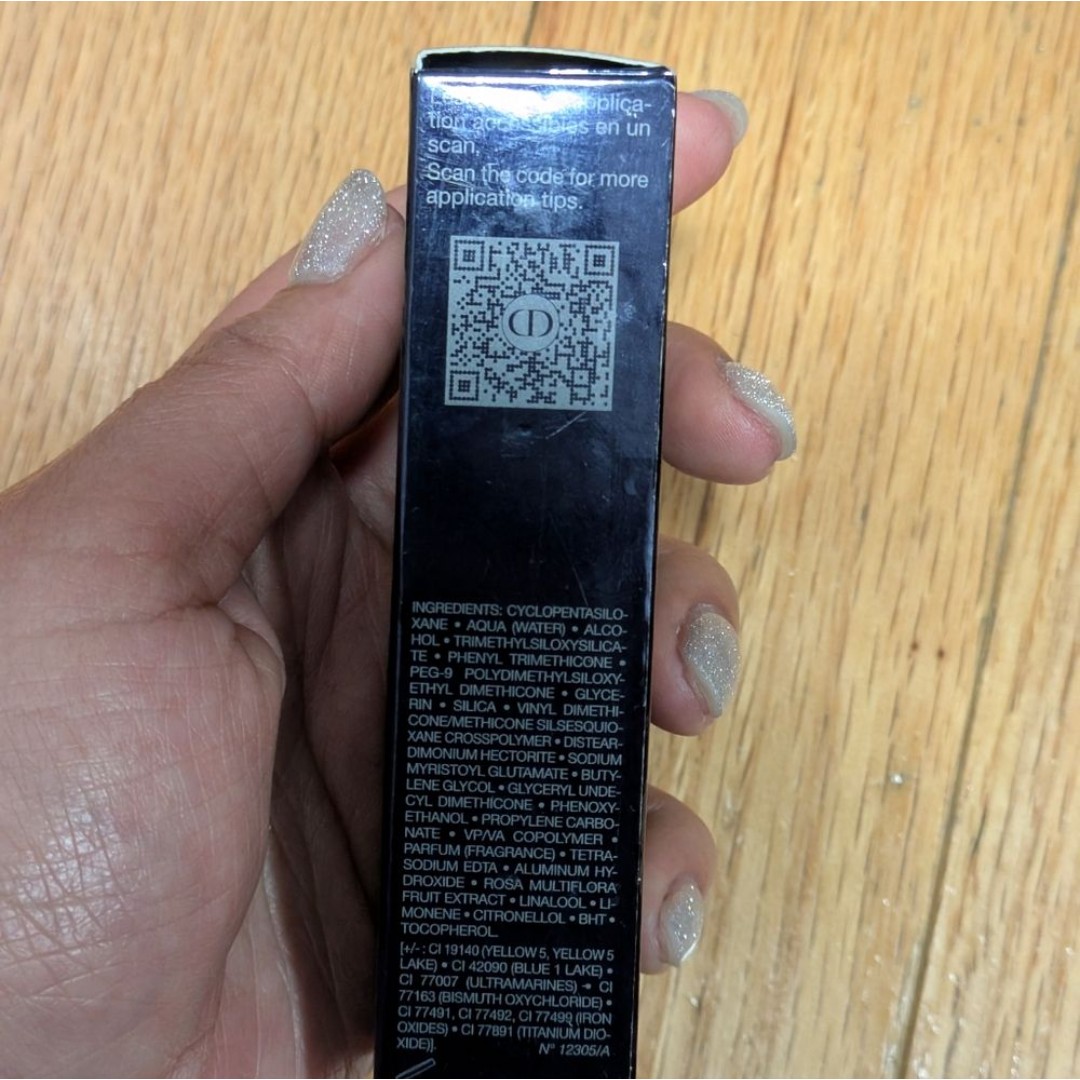 applica-
tion accessibles en un
scan.
Scan the code for more
application tips.
CD
INGREDIENTS: CYCLOPENTASILO-
XANE • AQUA (WATER) • ALCO-
HOL • TRIMETHYLSILOXYSILICA-
TE • PHENYL TRIMETHICONE •
PEG-9 POLYDIMETHYLSILOXY-
ETHYL DIMETHICONE • GLYCE-
RIN • SILICA • VINYL DIMETHI-
CONE/METHICONE SILSESQUIO-
XANE CROSSPOLYMER • DISTEAR-
DIMONIUM HECTORITE • SODIUM
MYRISTOYL GLUTAMATE • BUTY-
LENE GLYCOL • GLYCERYL UNDE-
CYL DIMETHICONE • PHENOXY-
ETHANOL • PROPYLENE CARBO-
NATE • VP/VA COPOLYMER •
PARFUM (FRAGRANCE) • TETRA-
SODIUM EDTA • ALUMINUM HY-
DROXIDE • ROSA MULTIFLORA
FRUIT EXTRACT • LINALOOL • LI-
MONENE • CITRONELLOL • BHT •
TOCOPHEROL.
[+/- : CI 19140 (YELLOW 5, YELLOW 5
LAKE) • CI 42090 (BLUE 1 LAKE) •
CI 77007 (ULTRAMARINES) • CI
77163 (BISMUTH OXYCHLORIDE) •
CI 77491, CI 77492, CI 77499 (IRON
OXIDES) • CI 77891 (TITANIUM DIO-
XIDE)].
N° 12305/A